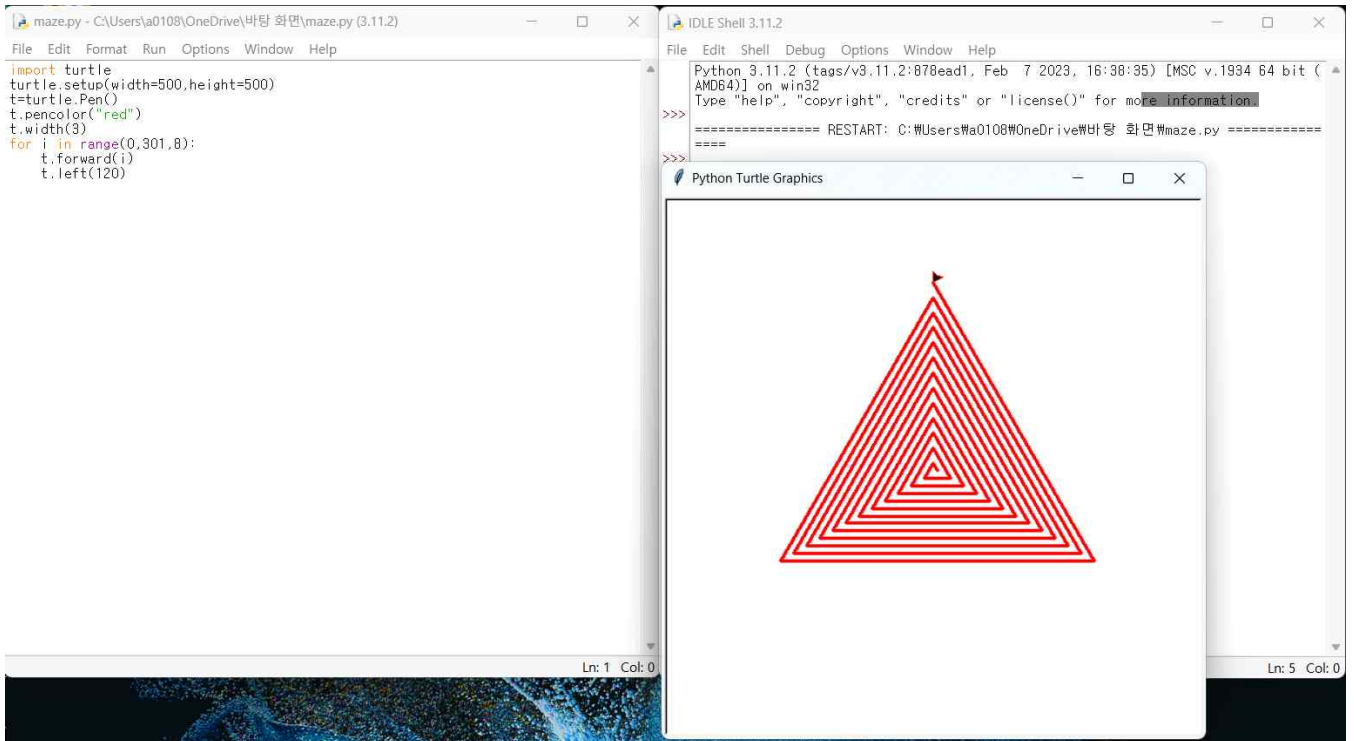 maze.py - C:\Users\a0108\OneDrive\바탕 화면\maze.py (3.11.2)
File Edit Format Run Options Window Help
import turtle
turtle.setup(width=500,height=500)
t=turtle.Pen()
t.pencolor("red")
t.width(3)
for i in range(0,301,8):
    t.forward(i)
    t.left(120)
Ln: 1 Col: 0
IDLE Shell 3.11.2
File Edit Shell Debug Options Window Help
Python 3.11.2 (tags/v3.11.2:878ead1, Feb  7 2023, 16:38:35) [MSC v.1934 64 bit (
AMD64)] on win32
Type "help", "copyright", "credits" or "license()" for more information.
>>>
================ RESTART: C:₩Users₩a0108₩OneDrive₩바탕 화면₩maze.py ============
====
>>>
Python Turtle Graphics
Ln: 5 Col: 0